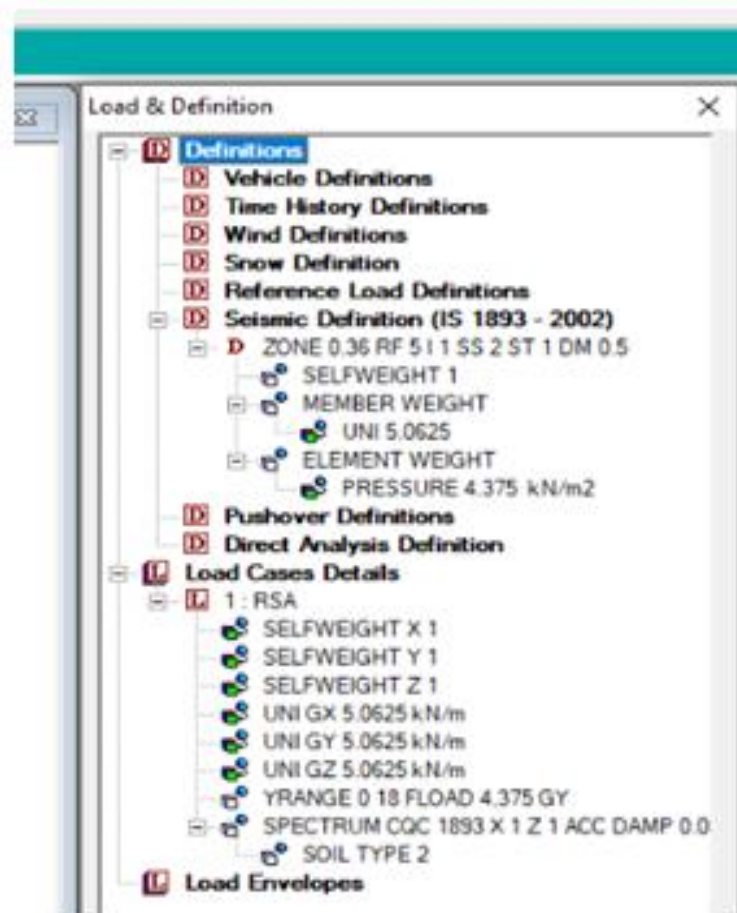 Load & Definition
Definitions
Vehicle Definitions
Time History Definitions
Wind Definitions
Snow Definition
Reference Load Definitions
Seismic Definition (IS 1893 - 2002)
ZONE 0.36 RF 5 I 1 SS 2 ST 1 DM 0.5
SELFWEIGHT 1
MEMBER WEIGHT
UNI 5.0625
ELEMENT WEIGHT
PRESSURE 4.375 kN/m2
Pushover Definitions
Direct Analysis Definition
Load Cases Details
1 : RSA
SELFWEIGHT X 1
SELFWEIGHT Y 1
SELFWEIGHT Z 1
UNI GX 5.0625 kN/m
UNI GY 5.0625 kN/m
UNI GZ 5.0625 kN/m
YRANGE 0 18 FLOAD 4.375 GY
SPECTRUM CQC 1893 X 1 Z 1 ACC DAMP 0.0
SOIL TYPE 2
Load Envelopes